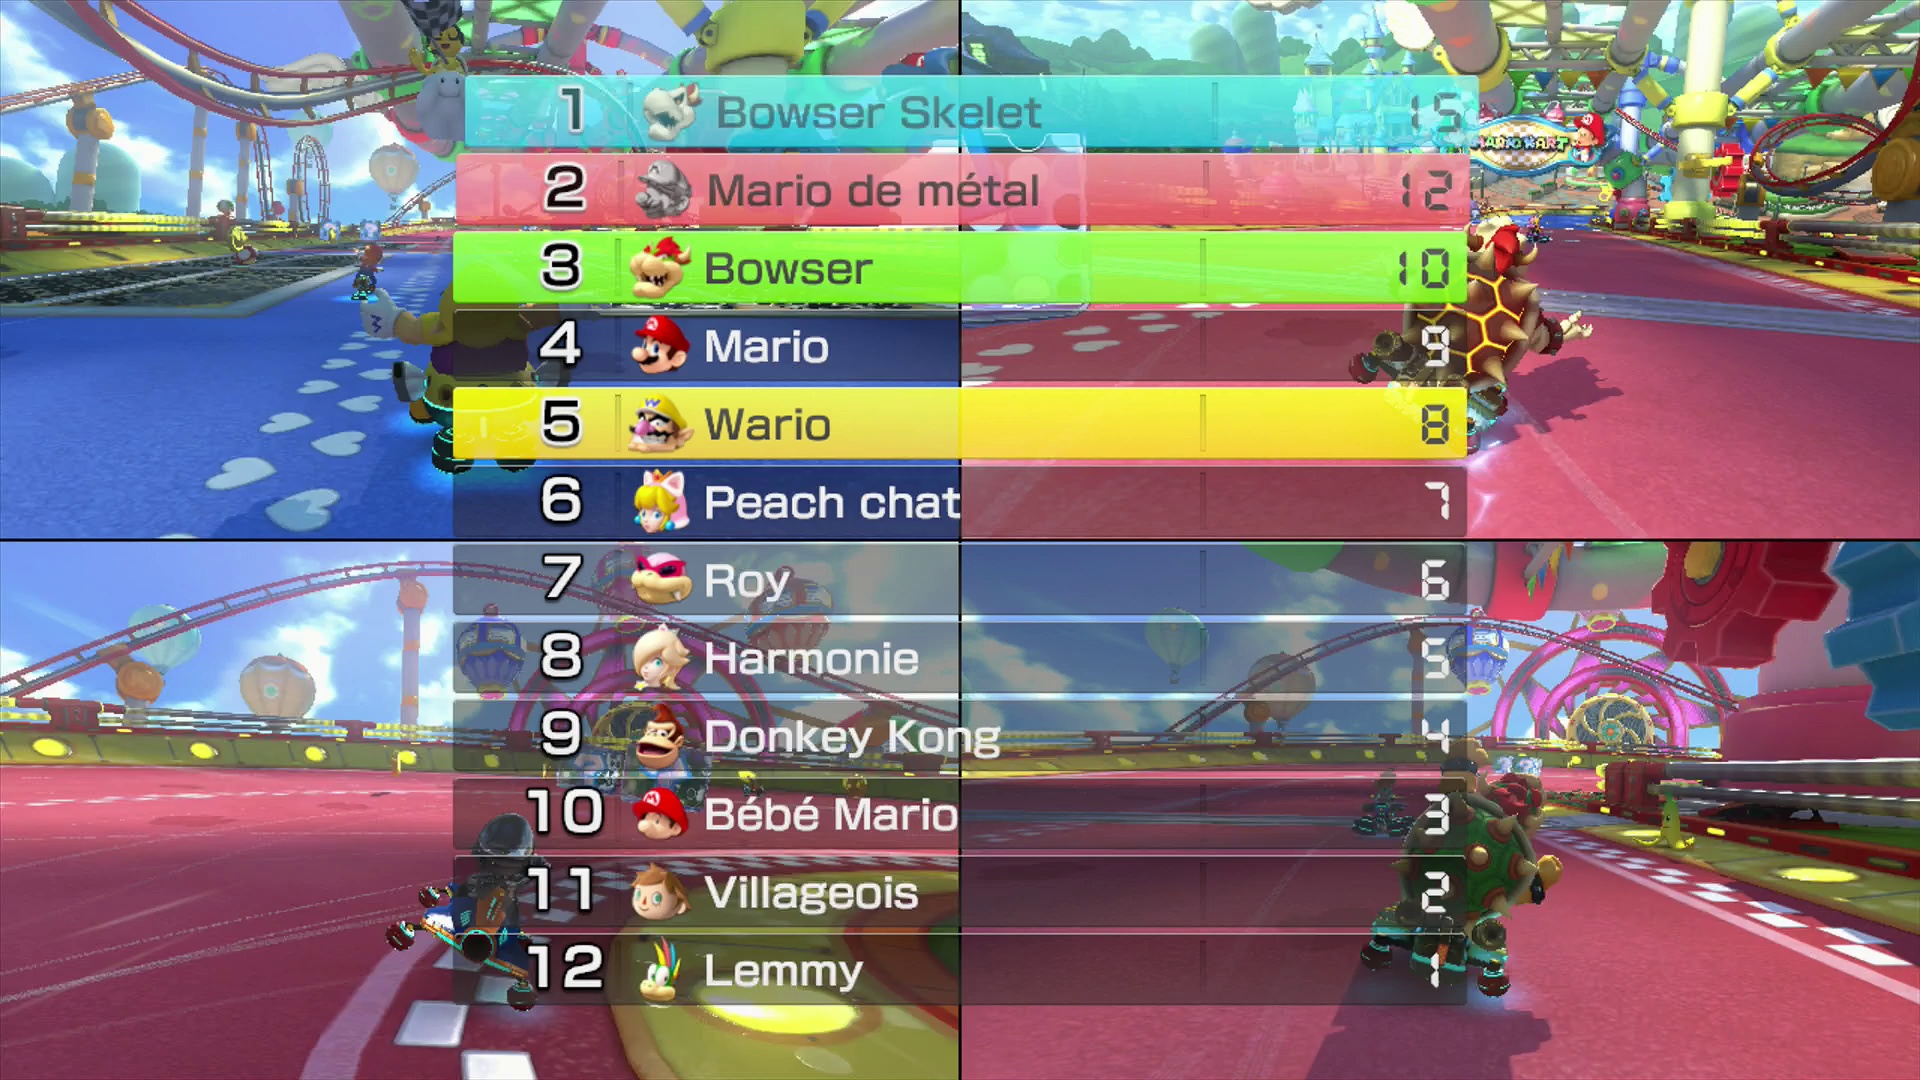 1 Bowser Skelet 15
2 Mario de métal 12
3 Bowser 10
4 Mario 9
5 Wario 8
6 Peach chat 7
7 Roy 6
8 Harmonie 5
9 Donkey Kong 4
10 Bébé Mario 3
11 Villageois 2
12 Lemmy 1
MARIO KART